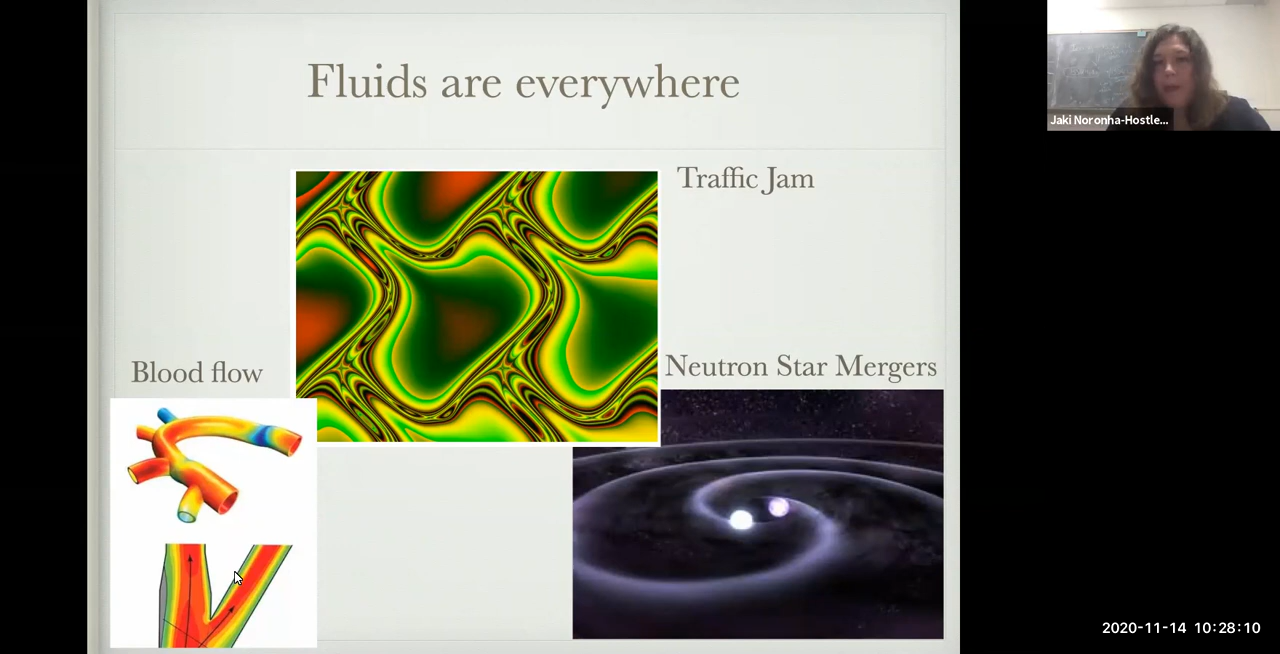 Fluids are everywhere
Traffic Jam
Blood flow
Neutron Star Mergers
Jaki Noronha-Hostle...
2020-11-14 10:28:10